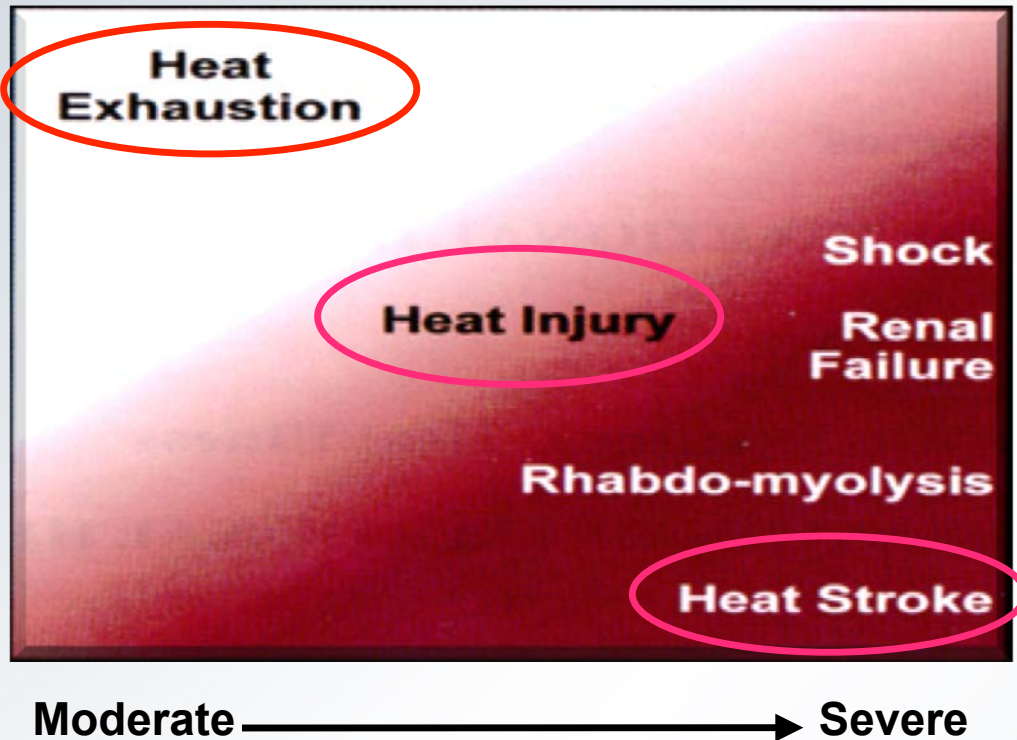 Heat
Exhaustion
Shock
Heat Injury
Renal
Failure
Rhabdo-myolysis
Heat Stroke
Moderate
Severe